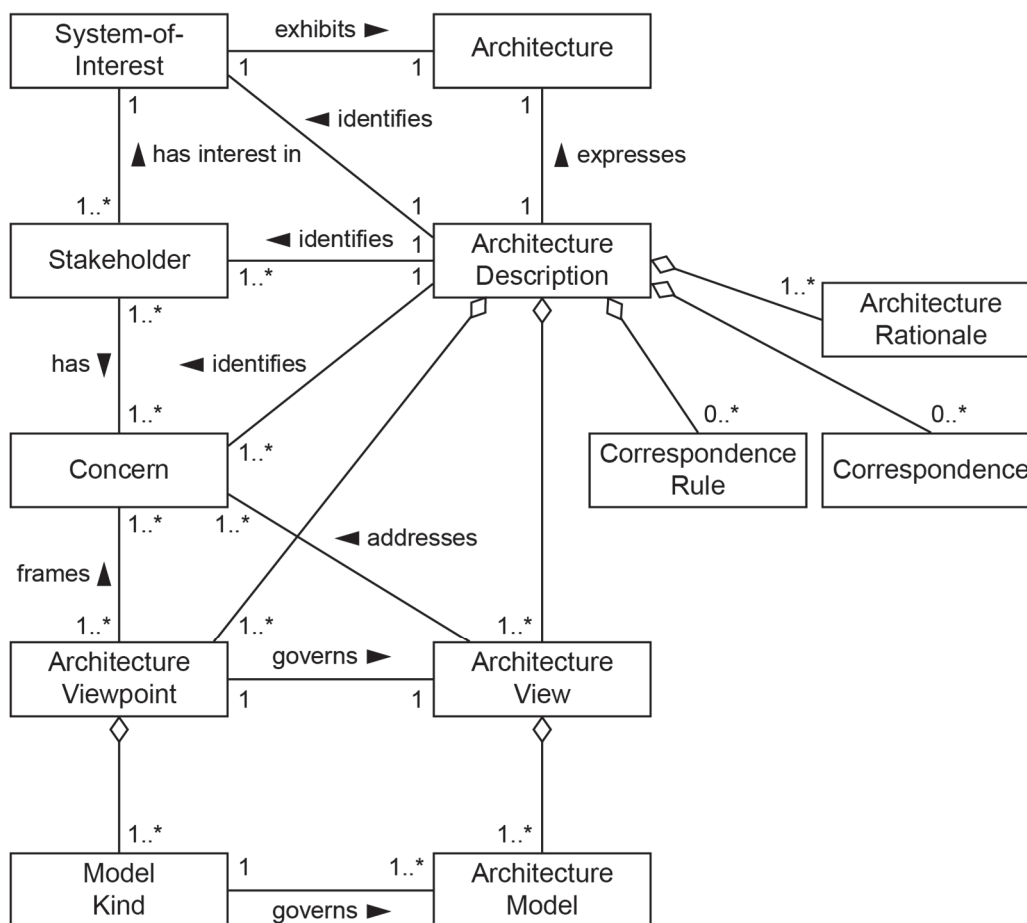 System-of-
Interest
exhibits ►
Architecture
1
1
1
◄ identifies
1
▲ has interest in
▲ expresses
1..*
1
1
Stakeholder
◄ identifies
1
Architecture
Description
1..*
1..*
1
1..*
Architecture
Rationale
has ▼
◄ identifies
1..*
1..*
0..*
0..*
Concern
Correspondence
Rule
Correspondence
1..*
1..*
◄ addresses
frames ▲
1..*
1..*
1..*
Architecture
Viewpoint
governs ►
Architecture
View
1
1
1..*
1..*
Model
Kind
1
1..*
Architecture
Model
governs ►